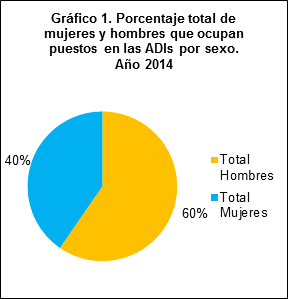 Gráfico 1. Porcentaje total de
mujeres y hombres que ocupan
puestos en las ADIs por sexo.
Año 2014
40%
60%
Total
Hombres
Total
Mujeres